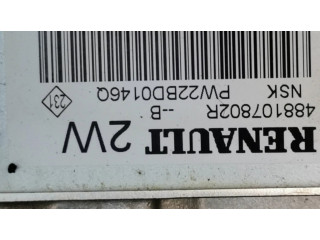 RENAULT 2W
488107802R --B
NSK PW22BD0146Q
231